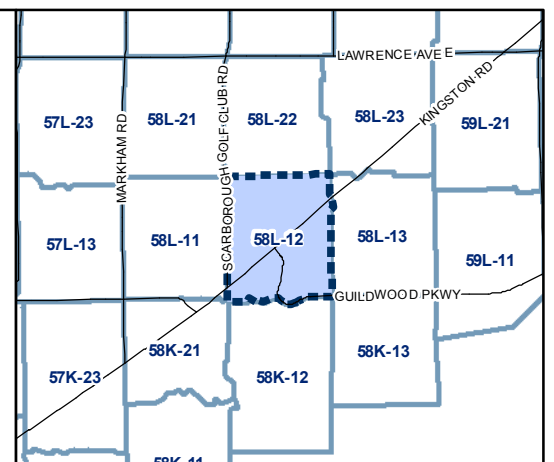 LAWRENCE AVE E
KINGSTON RD
57L-23
58L-21
58L-22
58L-23
59L-21
MARKHAM RD
SCARBOROUGH GOLF CLUB RD
57L-13
58L-11
58L-12
58L-13
59L-11
GUILDWOOD PKWY
58K-21
58K-13
57K-23
58K-12
58K-11